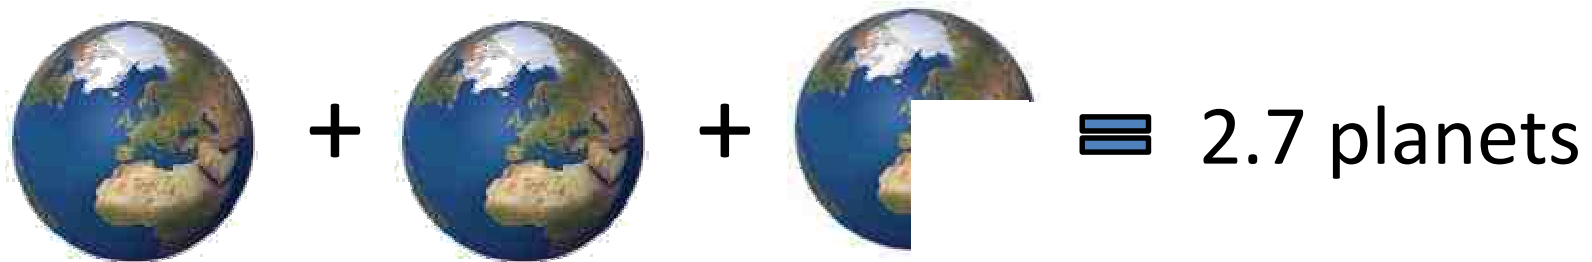 + + = 2.7 planets